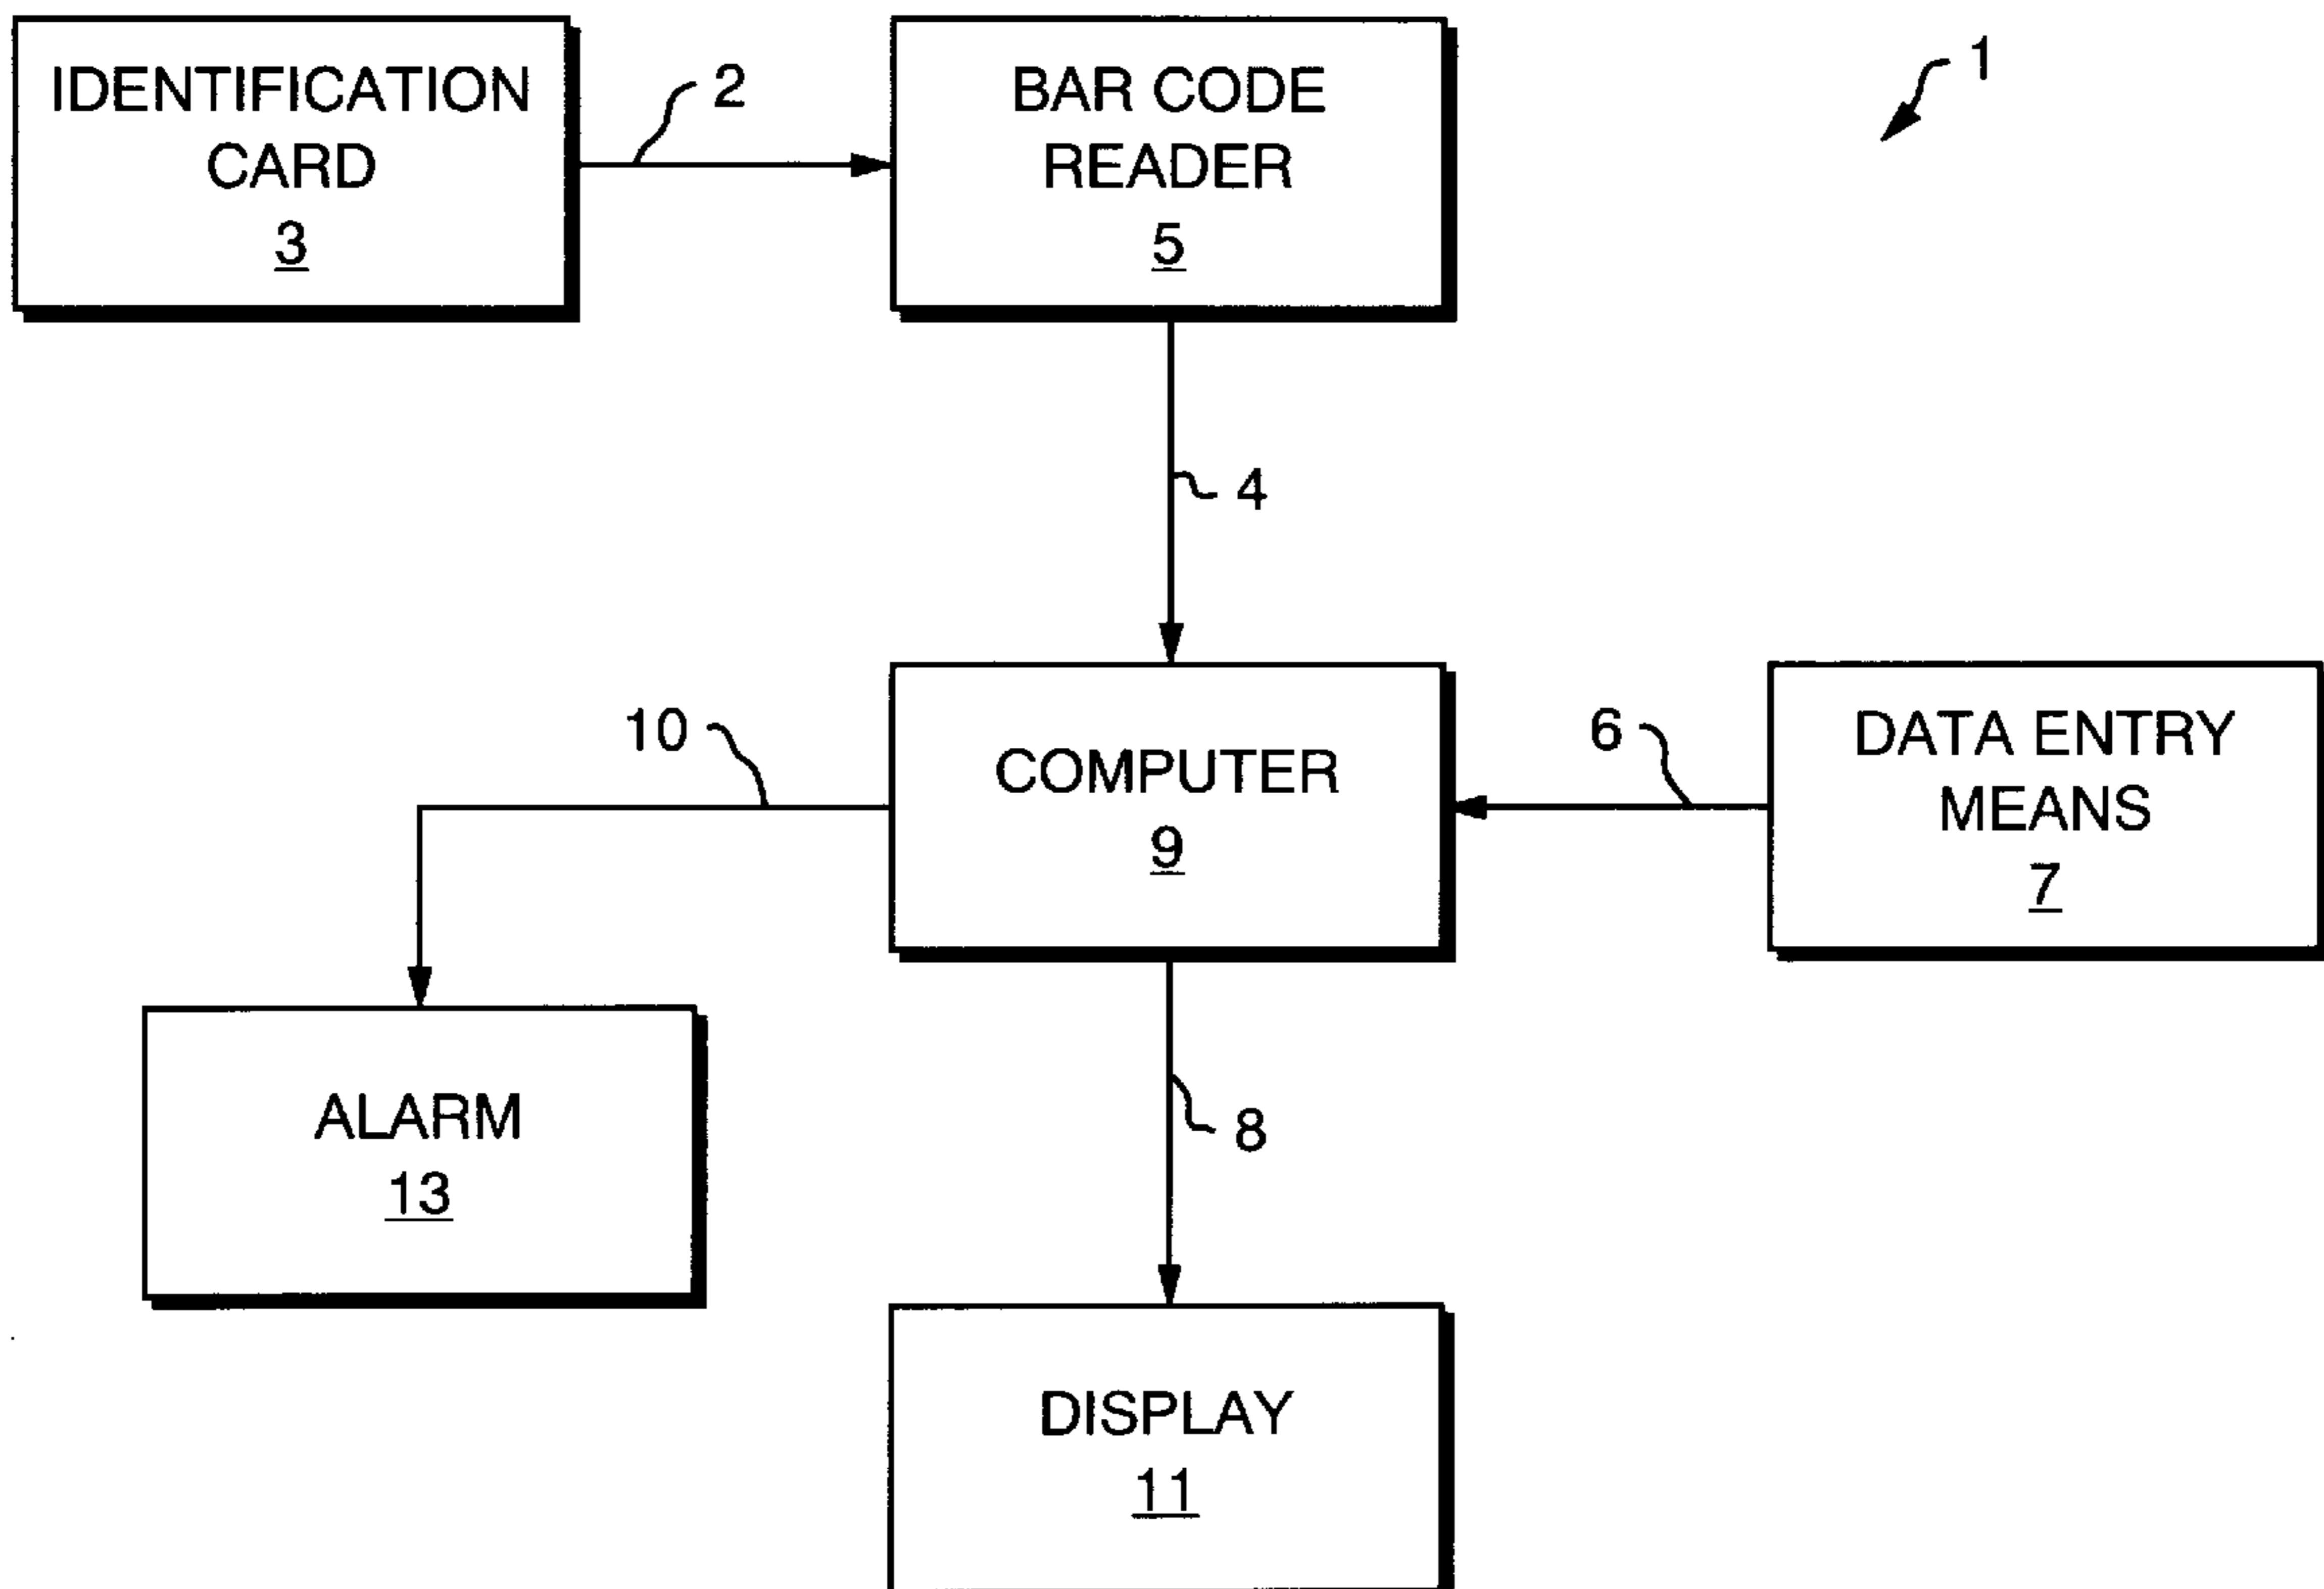 IDENTIFICATION
CARD
3
2
BAR CODE
READER
5
1
4
10
COMPUTER
9
6
DATA ENTRY
MEANS
7
ALARM
13
8
DISPLAY
11